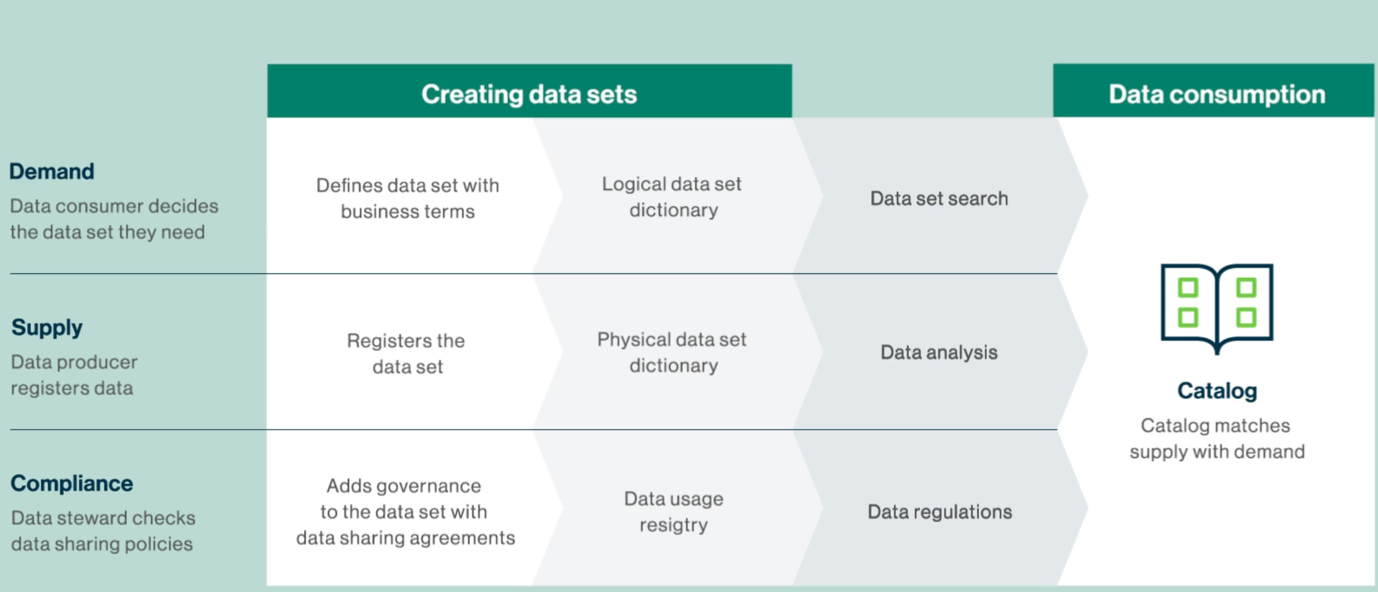 Creating data sets
Data consumption
Demand
Data consumer decides
the data set they need
Defines data set with
business terms
Logical data set
dictionary
Data set search
Supply
Data producer
registers data
Registers the
data set
Physical data set
dictionary
Data analysis
Compliance
Data steward checks
data sharing policies
Adds governance
to the data set with
data sharing agreements
Data usage
resigtry
Data regulations
Catalog
Catalog matches
supply with demand